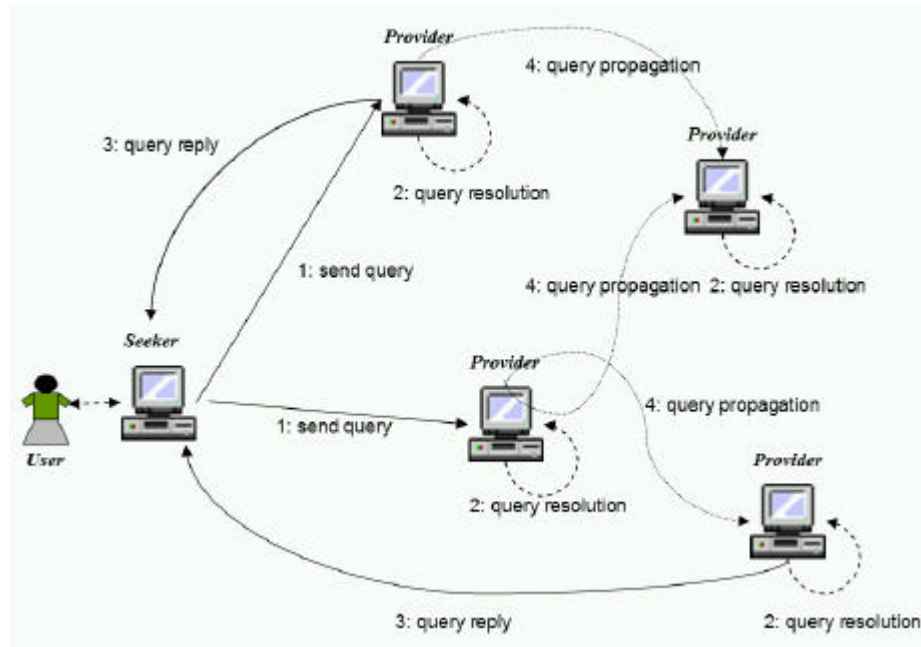 Provider
4: query propagation
3: query reply
Provider
2: query resolution
1: send query
4: query propagation
2: query resolution
Seeker
Provider
4: query propagation
1: send query
User
Provider
2: query resolution
3: query reply
2: query resolution